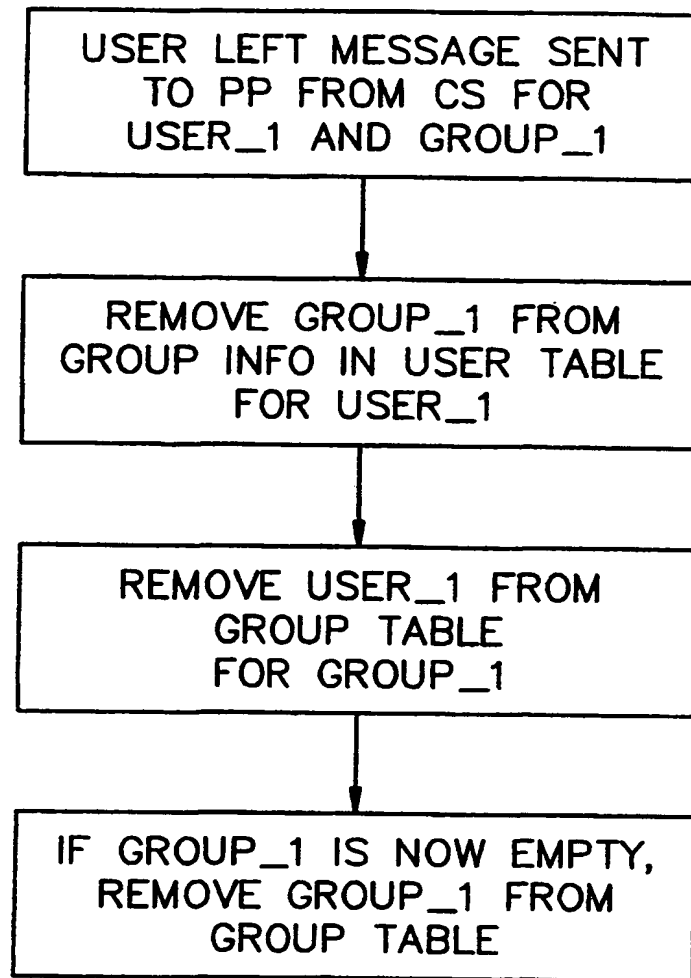 USER LEFT MESSAGE SENT
TO PP FROM CS FOR
USER_1 AND GROUP_1
REMOVE GROUP_1 FROM
GROUP INFO IN USER TABLE
FOR USER_1
REMOVE USER_1 FROM
GROUP TABLE
FOR GROUP_1
IF GROUP_1 IS NOW EMPTY,
REMOVE GROUP_1 FROM
GROUP TABLE